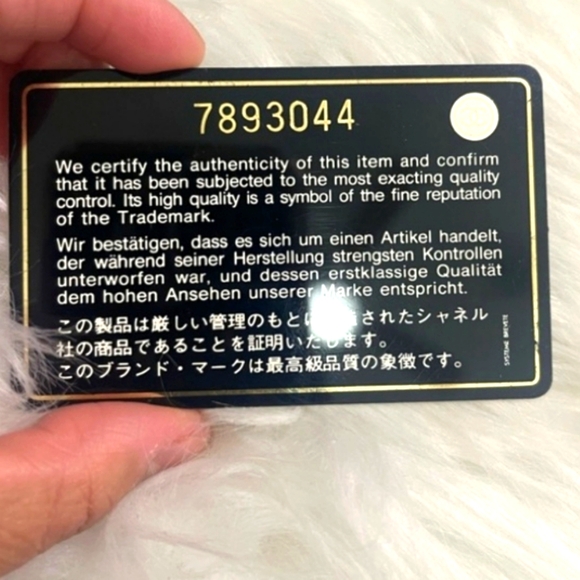 7893044
We certify the authenticity of this item and confirm
that it has been subjected to the most exacting quality
control. Its high quality is a symbol of the fine reputation
of the Trademark.
Wir bestätigen, dass es sich um einen Artikel handelt,
der während seiner Herstellung strengsten Kontrollen
unterworfen war, und dessen erstklassige Qualität
dem hohen Ansehen unserer Marke entspricht.
この製品は厳しい管理のもとに されたシャネル
社の商品であることを証明いたします。
このブランド・マークは最高級品質の象徴です。
SYSTEME BREVETE